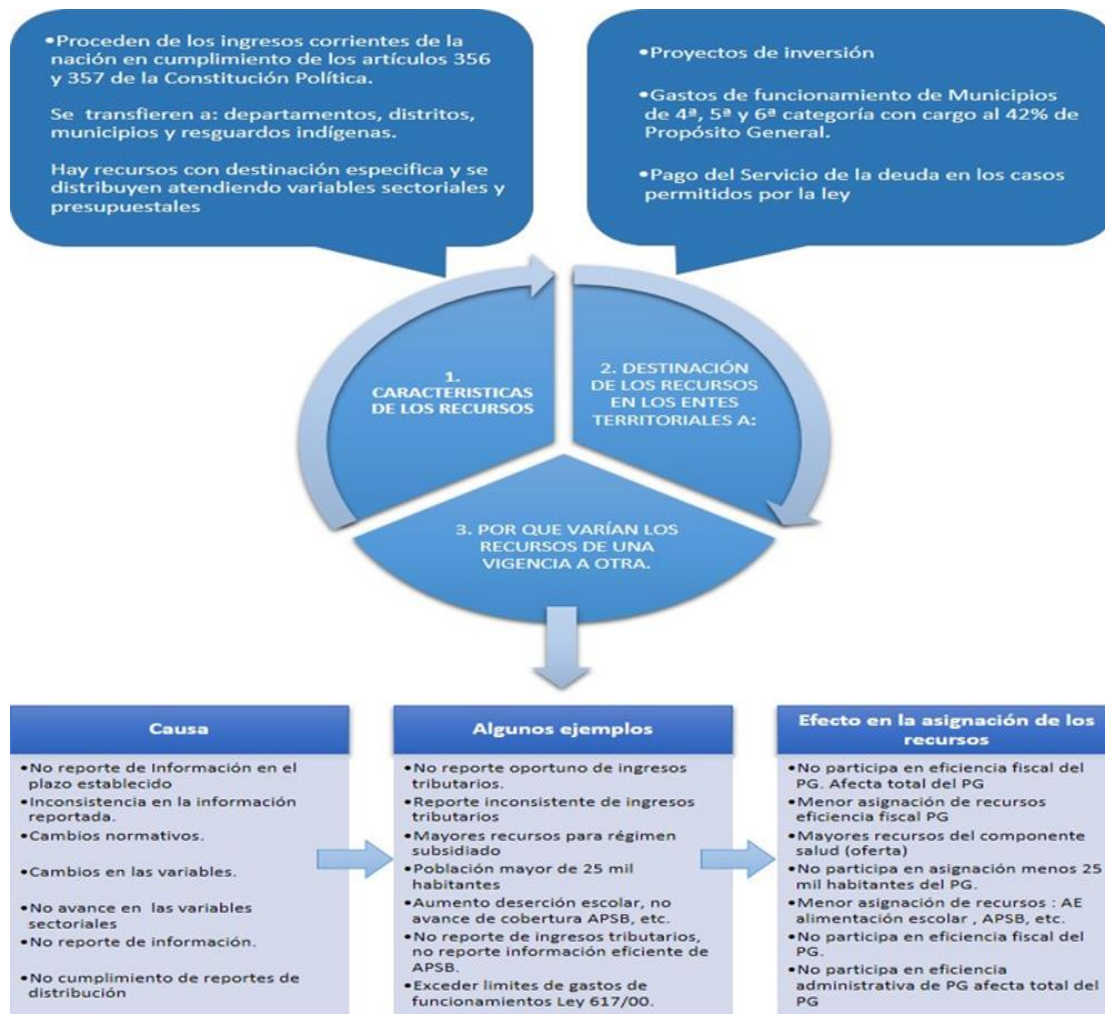 •Proceden de los ingresos corrientes de la
nación en cumplimiento de los artículos 356
y 357 de la Constitución Política.
Se transfieren a: departamentos, distritos,
municipios y resguardos indígenas.
Hay recursos con destinación especifica y se
distribuyen atendiendo variables sectoriales y
presupuestales
•Proyectos de inversión
•Gastos de funcionamiento de Municipios
de 4ª, 5ª y 6ª categoría con cargo al 42% de
Propósito General.
•Pago del Servicio de la deuda en los casos
permitidos por la ley
1.
CARACTERISTICAS
DE LOS RECURSOS
2. DESTINACIÓN
DE LOS RECURSOS
EN LOS ENTES
TERRITORIALES A:
3. POR QUE VARÍAN LOS
RECURSOS DE UNA
VIGENCIA A OTRA.
Causa
•No reporte de Información en el
plazo establecido
•Inconsistencia en la información
reportada.
•Cambios normativos.
•Cambios en las variables.
•No avance en las variables
sectoriales
•No reporte de información.
•No cumplimiento de reportes de
distribución
Algunos ejemplos
•No reporte oportuno de ingresos
tributarios.
•Reporte inconsistente de ingresos
tributarios
•Mayores recursos para régimen
subsidiado
•Población mayor de 25 mil
habitantes
•Aumento deserción escolar, no
avance de cobertura APSB, etc.
•No reporte de ingresos tributarios,
no reporte información eficiente de
APSB.
•Exceder limites de gastos de
funcionamientos Ley 617/00.
Efecto en la asignación de los
recursos
•No participa en eficiencia fiscal del
PG. Afecta total del PG
•Menor asignación de recursos
eficiencia fiscal PG
•Mayores recursos del componente
salud (oferta)
•No participa en asignación menos 25
mil habitantes del PG.
•Menor asignación de recursos : AE
alimentación escolar , APSB, etc.
•No participa en eficiencia fiscal del
PG.
•No participa en eficiencia
administrativa de PG afecta total del
PG